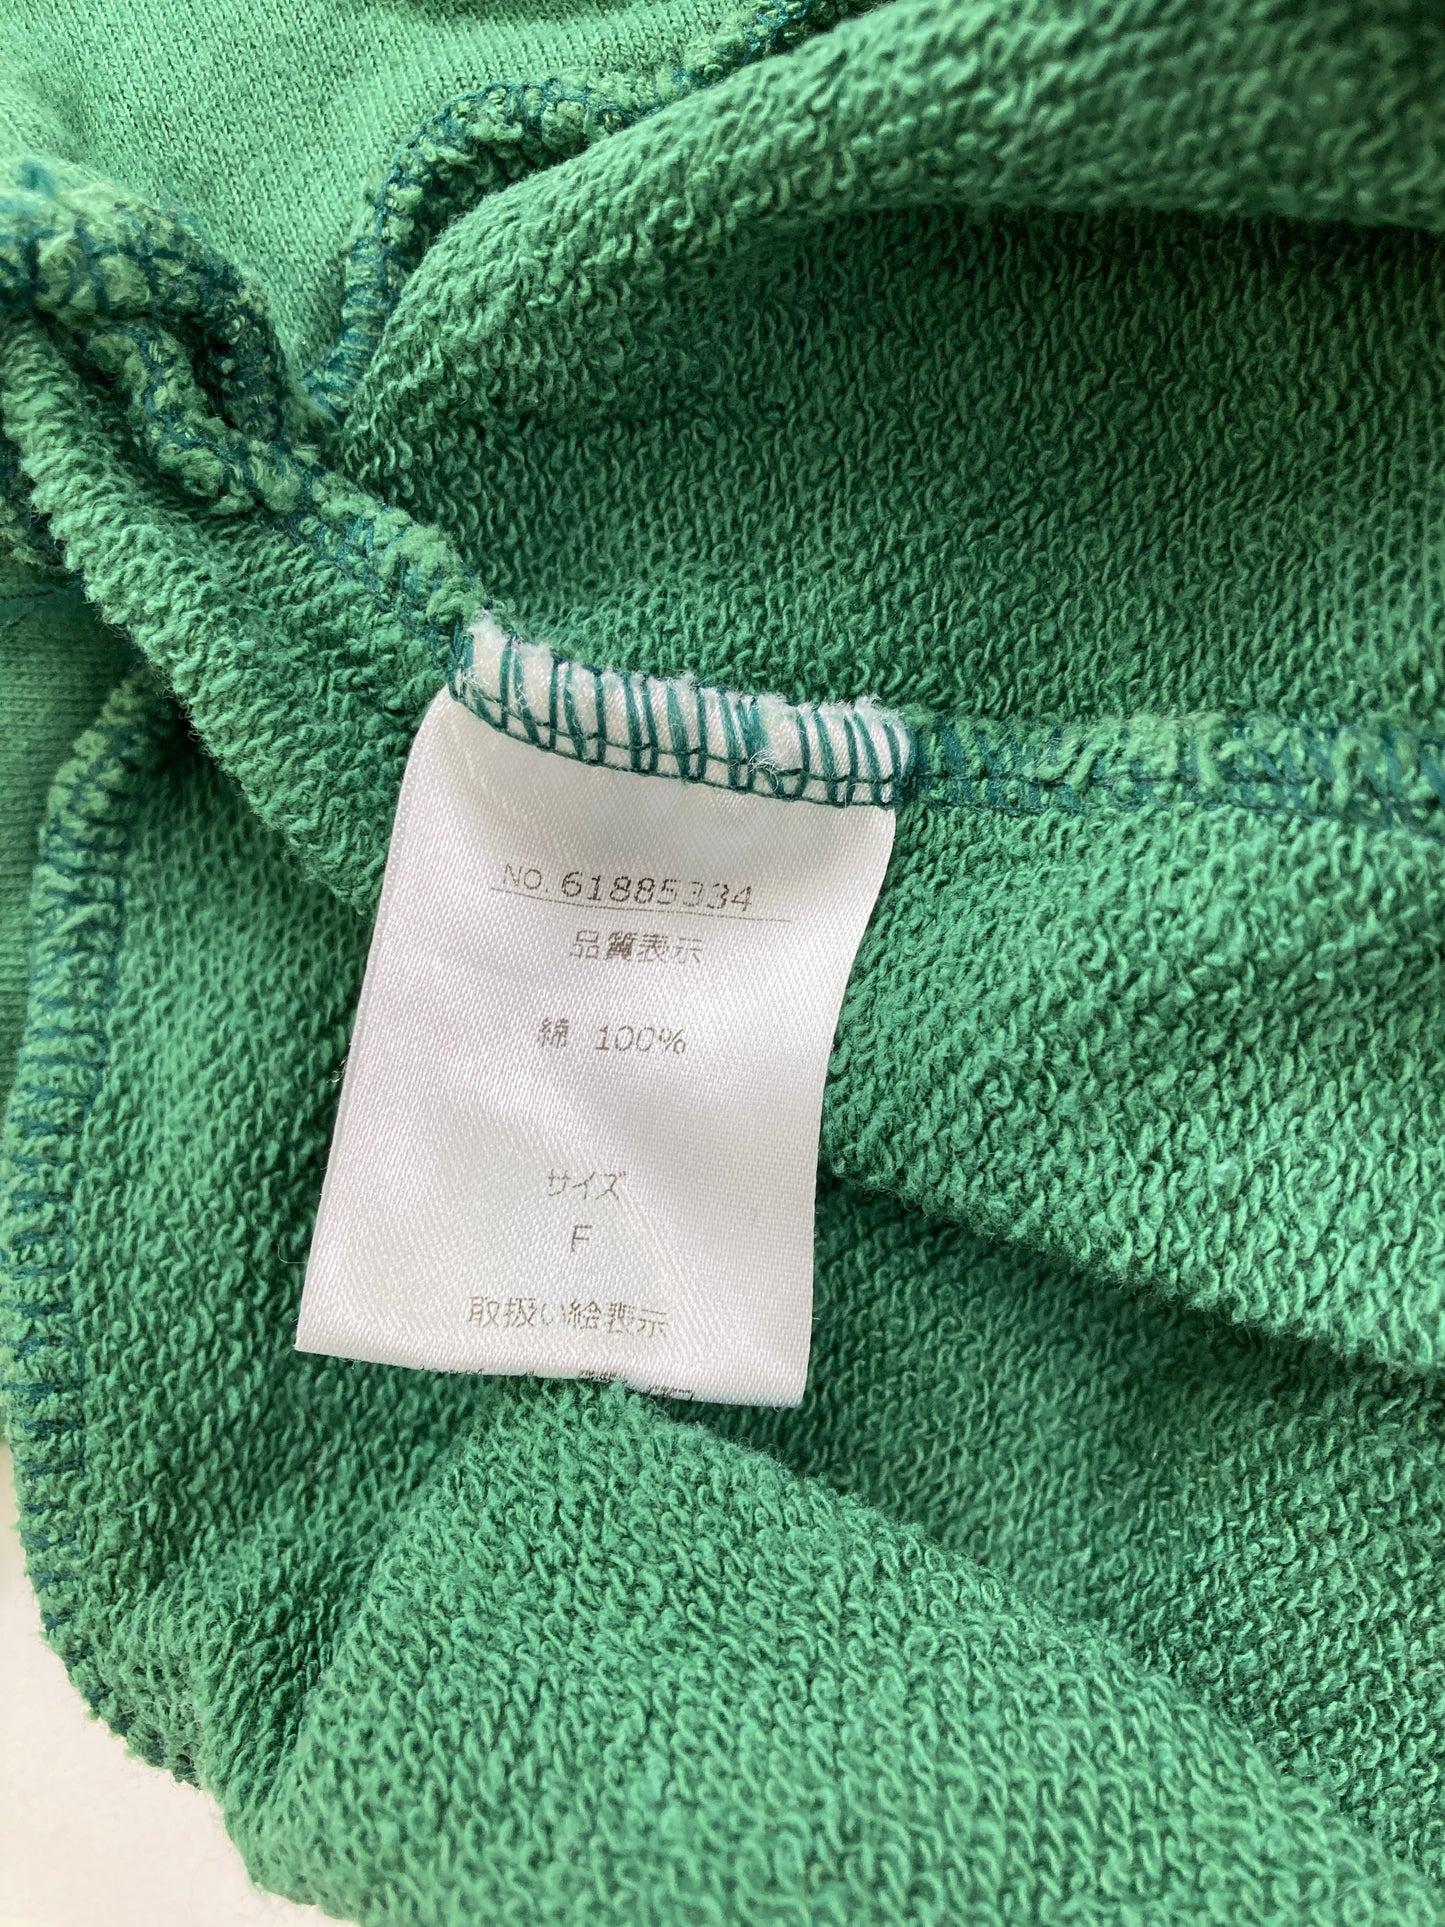 NO. 61885334
品質表示
綿 100%
サイズ
F
取扱い絵表示